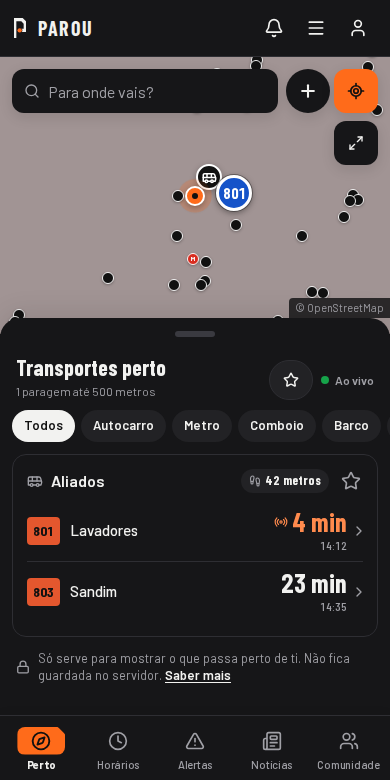 PAROU
Para onde vais?
801
M
© OpenStreetMap
Transportes perto
1 paragem até 500 metros
Ao vivo
Todos
Autocarro
Metro
Comboio
Barco
Aliados
42 metros
801 Lavadores 4 min
14:12
803 Sandim 23 min
14:35
Só serve para mostrar o que passa perto de ti. Não fica
guardada no servidor. Saber mais
Perto
Horários
Alertas
Notícias
Comunidade